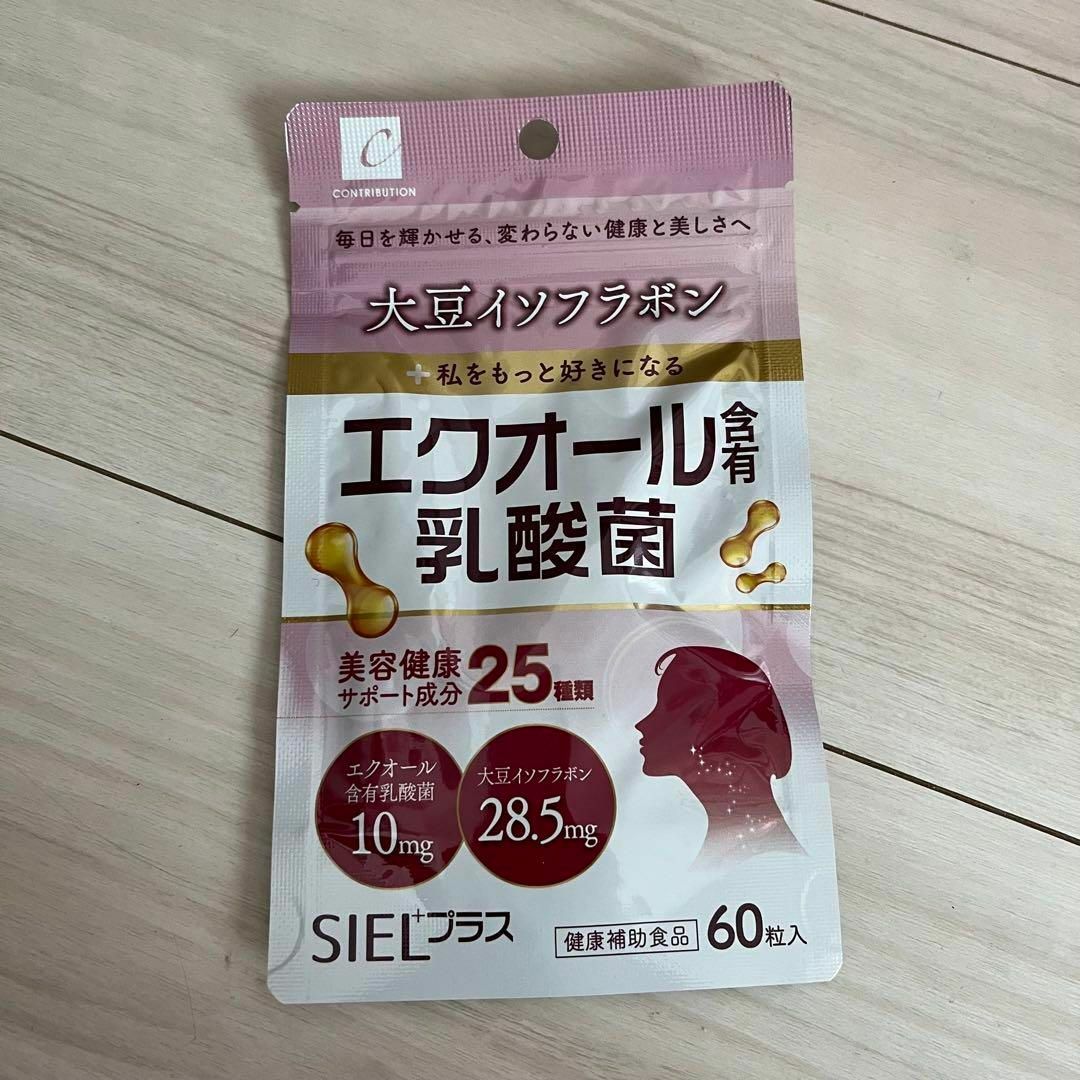 C
CONTRIBUTION
毎日を輝かせる、変わらない健康と美しさへ
大豆イソフラボン
+私をもっと好きになる
エクオール含有
乳酸菌
美容健康
サポート成分25種類
エクオール
含有乳酸菌
10mg
大豆イソフラボン
28.5mg
SIEL+プラス
健康補助食品 60粒入